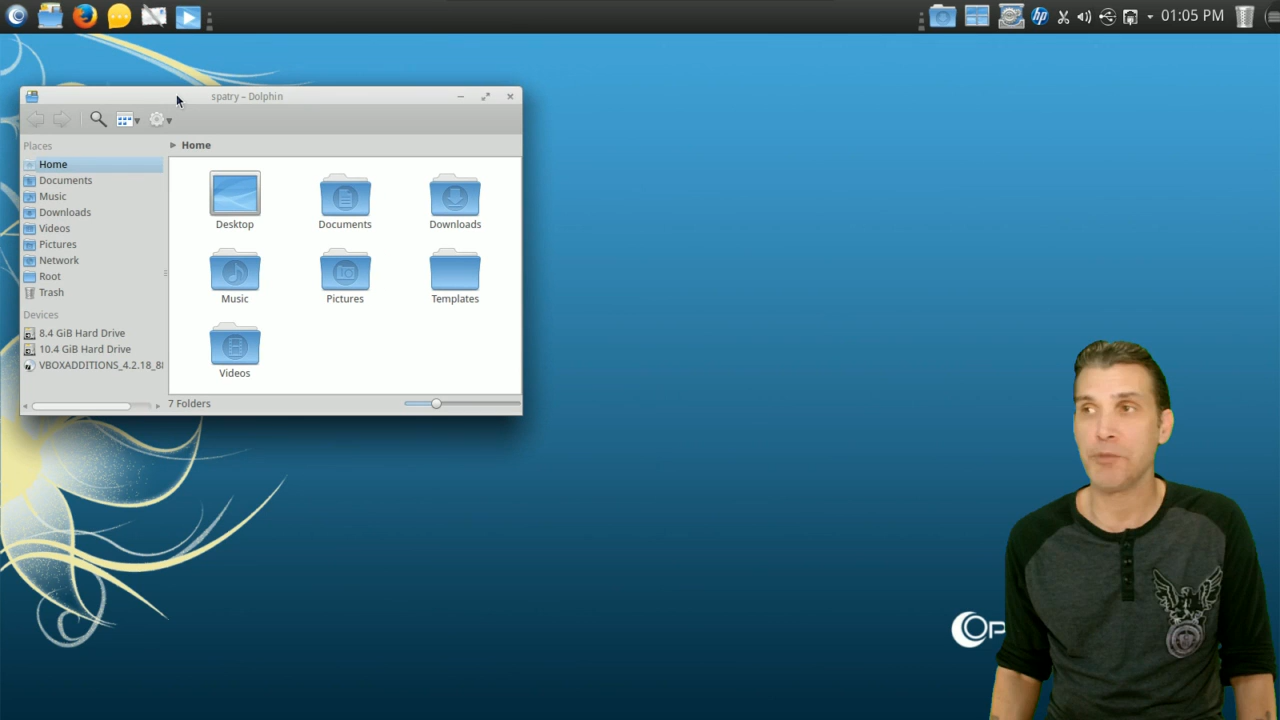 hp
01:05 PM
spatry – Dolphin
Places
Home
Home
Documents
Music
Downloads
Videos
Pictures
Network
Root
Trash
Devices
8.4 GiB Hard Drive
10.4 GiB Hard Drive
VBOXADDITIONS_4.2.18_8
Desktop
Documents
Downloads
Music
Pictures
Templates
Videos
7 Folders
OP